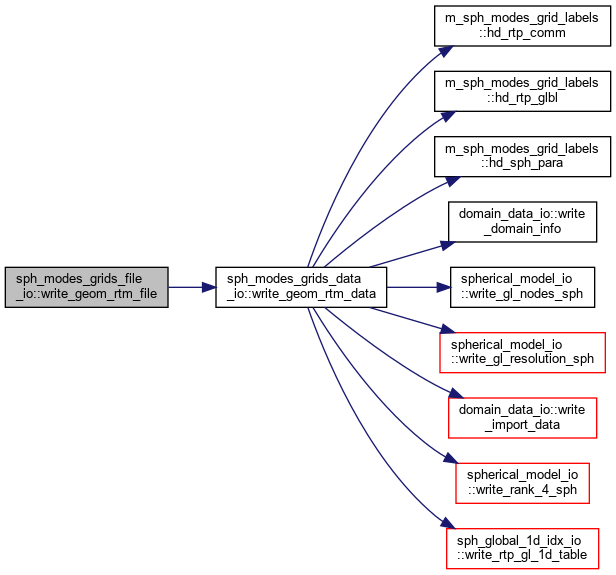 m_sph_modes_grid_labels
::hd_rtp_comm
m_sph_modes_grid_labels
::hd_rtp_glbl
m_sph_modes_grid_labels
::hd_sph_para
domain_data_io::write
_domain_info
sph_modes_grids_file
_io::write_geom_rtm_file
sph_modes_grids_data
_io::write_geom_rtm_data
spherical_model_io
::write_gl_nodes_sph
spherical_model_io
::write_gl_resolution_sph
domain_data_io::write
_import_data
spherical_model_io
::write_rank_4_sph
sph_global_1d_idx_io
::write_rtp_gl_1d_table